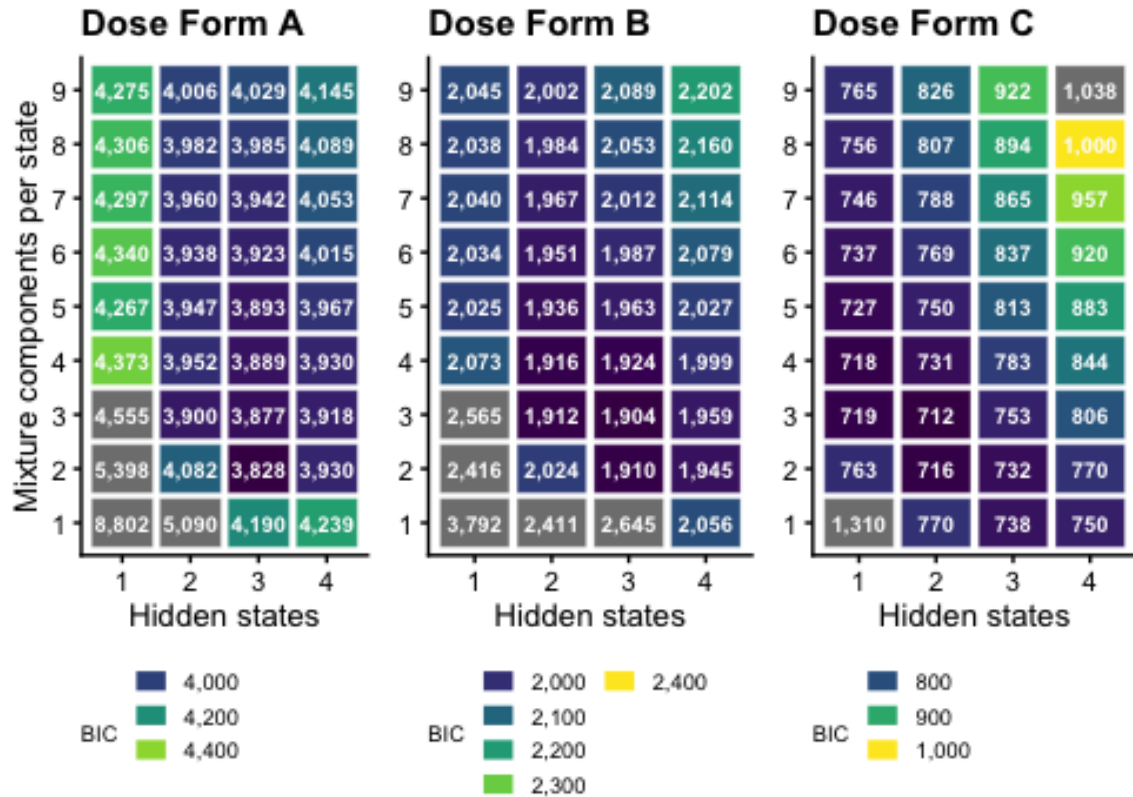 Dose Form A Dose Form B Dose Form C
9 4,275 4,006 4,029 4,145 9 2,045 2,002 2,089 2,202 9 765 826 922 1,038
8 4,306 3,982 3,985 4,089 8 2,038 1,984 2,053 2,160 8 756 807 894 1,000
7 4,297 3,960 3,942 4,053 7 2,040 1,967 2,012 2,114 7 746 788 865 957
6 4,340 3,938 3,923 4,015 6 2,034 1,951 1,987 2,079 6 737 769 837 920
5 4,267 3,947 3,893 3,967 5 2,025 1,936 1,963 2,027 5 727 750 813 883
4 4,373 3,952 3,889 3,930 4 2,073 1,916 1,924 1,999 4 718 731 783 844
3 4,555 3,900 3,877 3,918 3 2,565 1,912 1,904 1,959 3 719 712 753 806
2 5,398 4,082 3,828 3,930 2 2,416 2,024 1,910 1,945 2 763 716 732 770
1 8,802 5,090 4,190 4,239 1 3,792 2,411 2,645 2,056 1 1,310 770 738 750
Mixture components per state
1 2 3 4 1 2 3 4 1 2 3 4
Hidden states Hidden states Hidden states
BIC
4,000
4,200
4,400
BIC
2,000
2,100
2,200
2,300
2,400
BIC
800
900
1,000